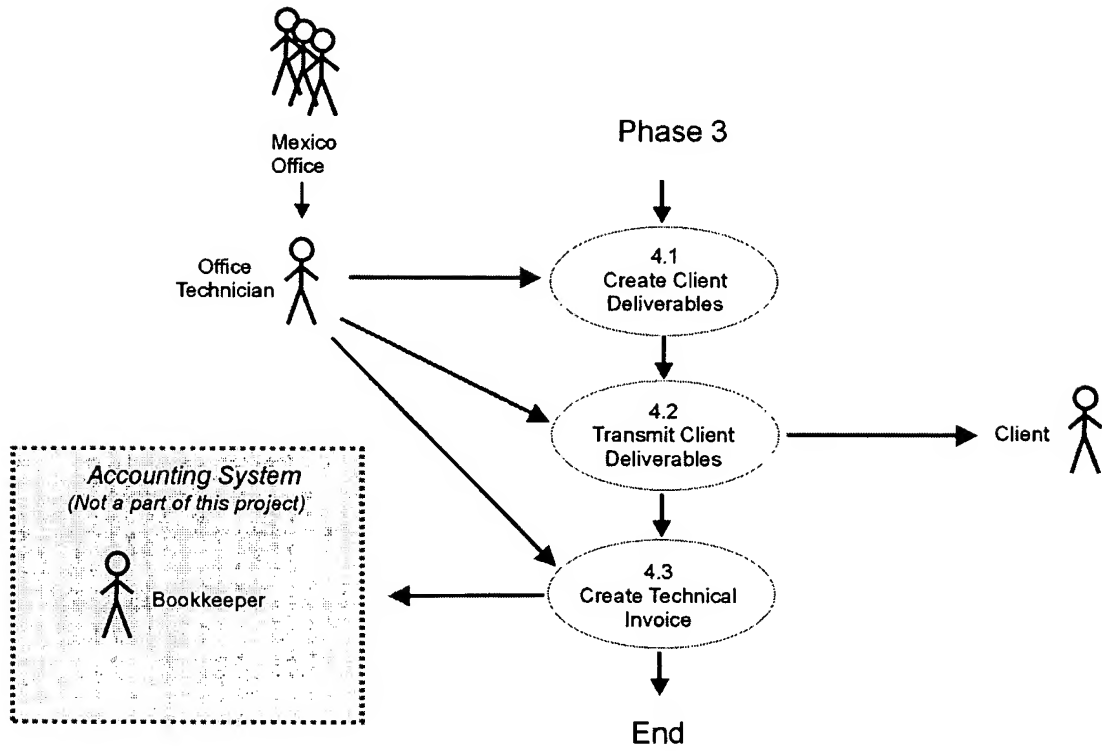 Mexico
Office
Phase 3
Office
Technician
4.1
Create Client
Deliverables
4.2
Transmit Client
Deliverables
Client
Accounting System
(Not a part of this project)
Bookkeeper
4.3
Create Technical
Invoice
End